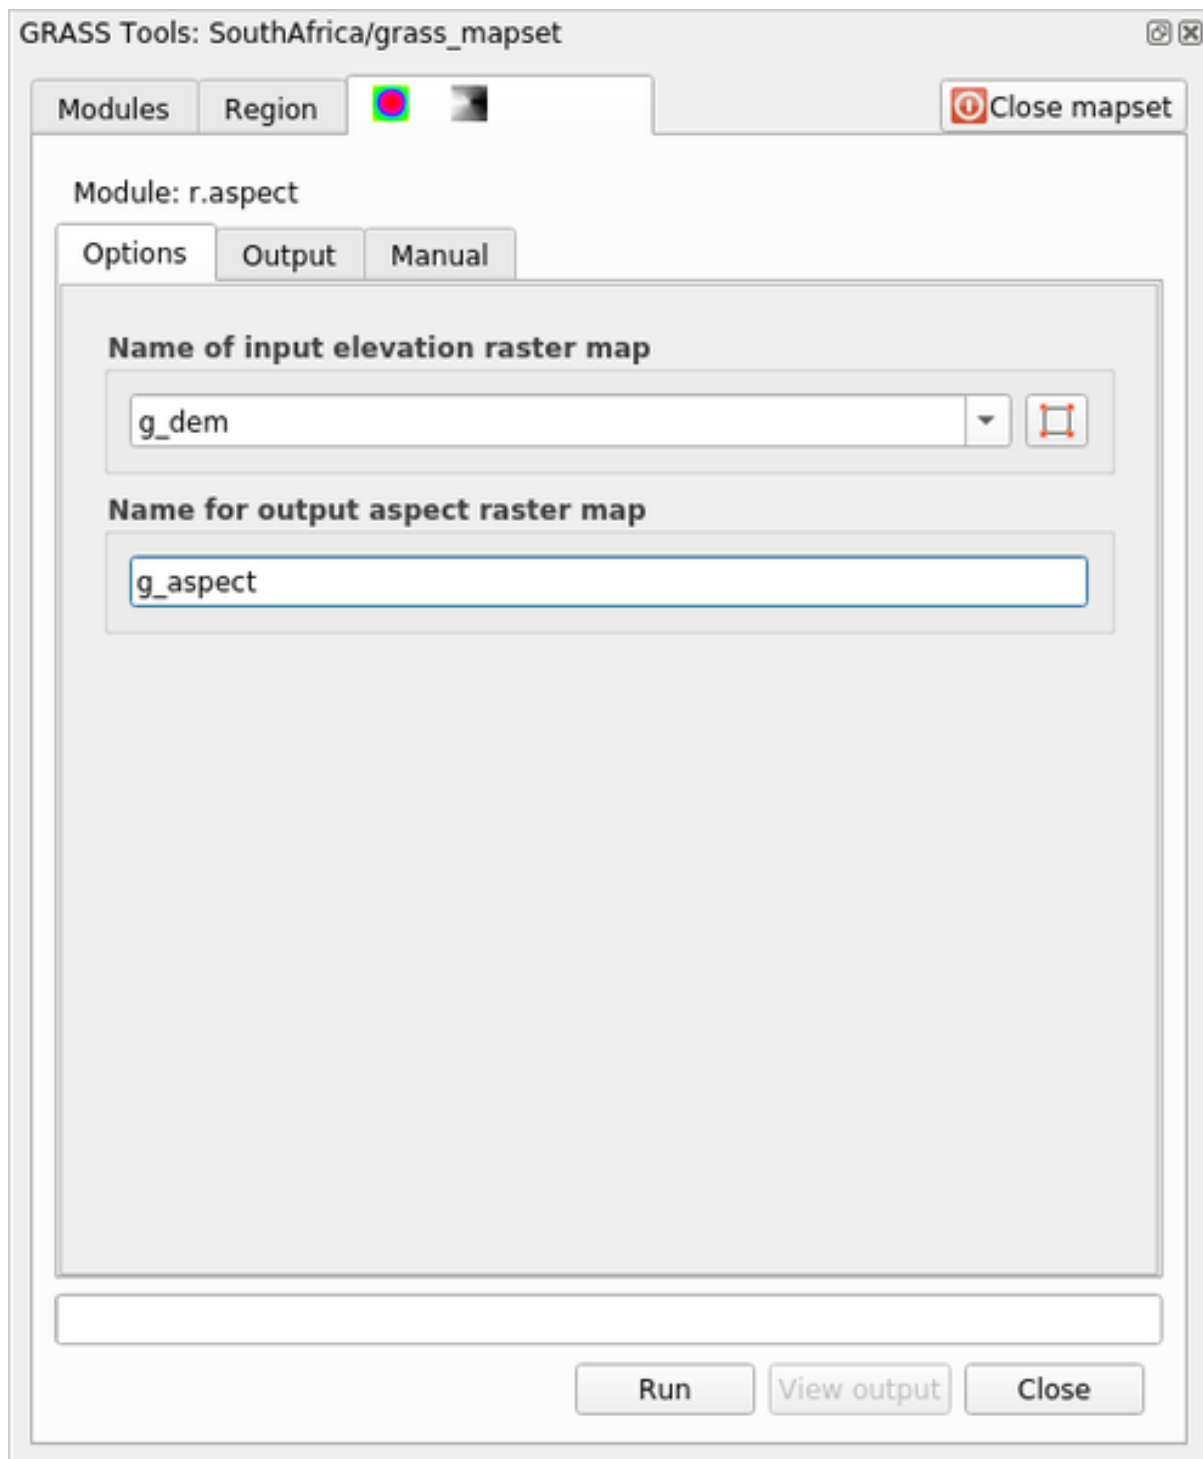 GRASS Tools: SouthAfrica/grass_mapset
Modules Region Close mapset
Module: r.aspect
Options Output Manual
Name of input elevation raster map
g_dem
Name for output aspect raster map
g_aspect
Run View output Close